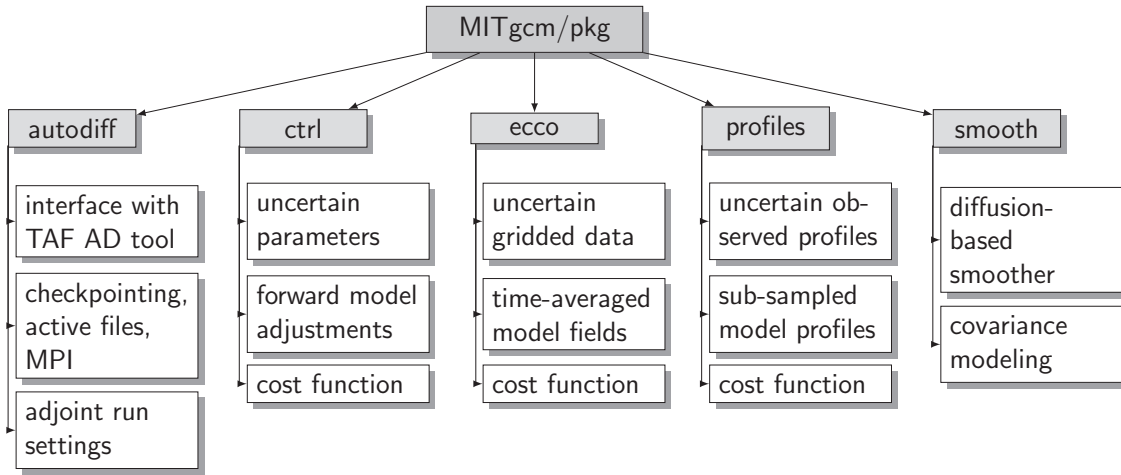 MITgcm/pkg
autodiff
ctrl
ecco
profiles
smooth
interface with
TAF AD tool
checkpointing,
active files,
MPI
adjoint run
settings
uncertain
parameters
forward model
adjustments
cost function
uncertain
gridded data
time-averaged
model fields
cost function
uncertain ob-
served profiles
sub-sampled
model profiles
cost function
diffusion-
based
smoother
covariance
modeling